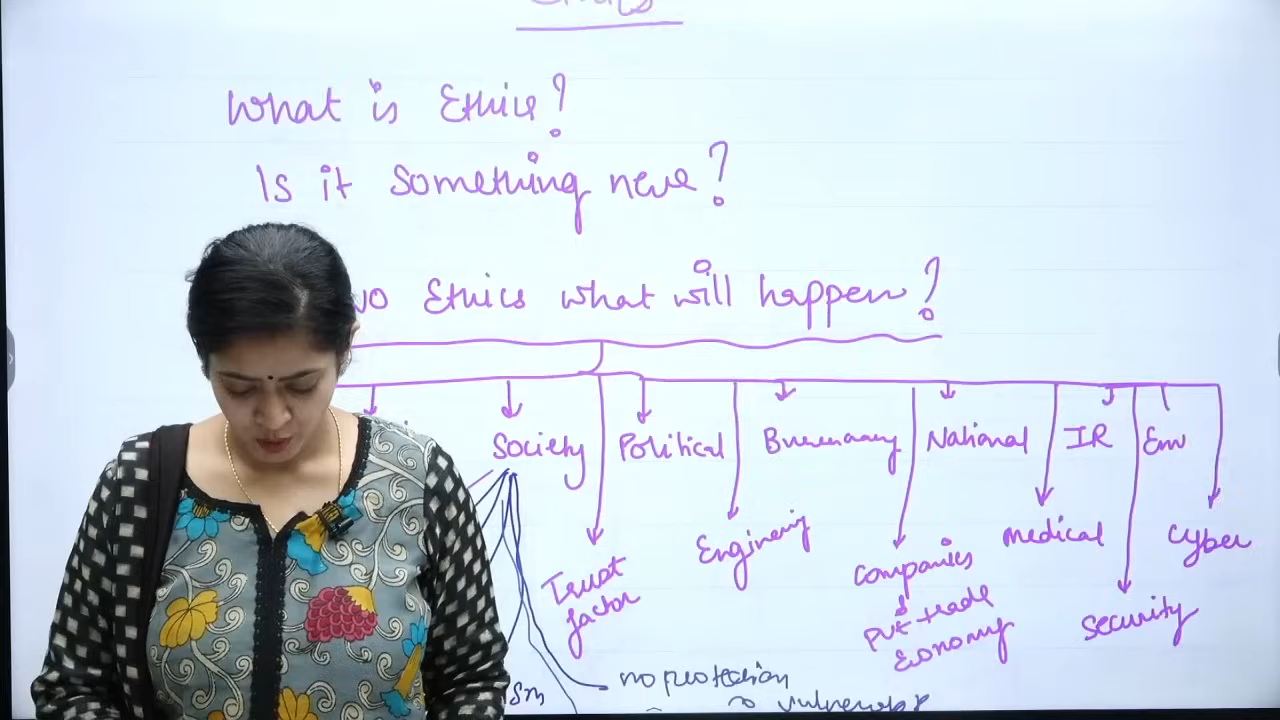 What is Ethics?
Is it something new?
no Ethics what will happen?
Society Political Bureaucracy National IR Env
Trust factor
Engineering
Companies & pvt trade Economy
Medical
Security
Cyber
no protection
vulnerable